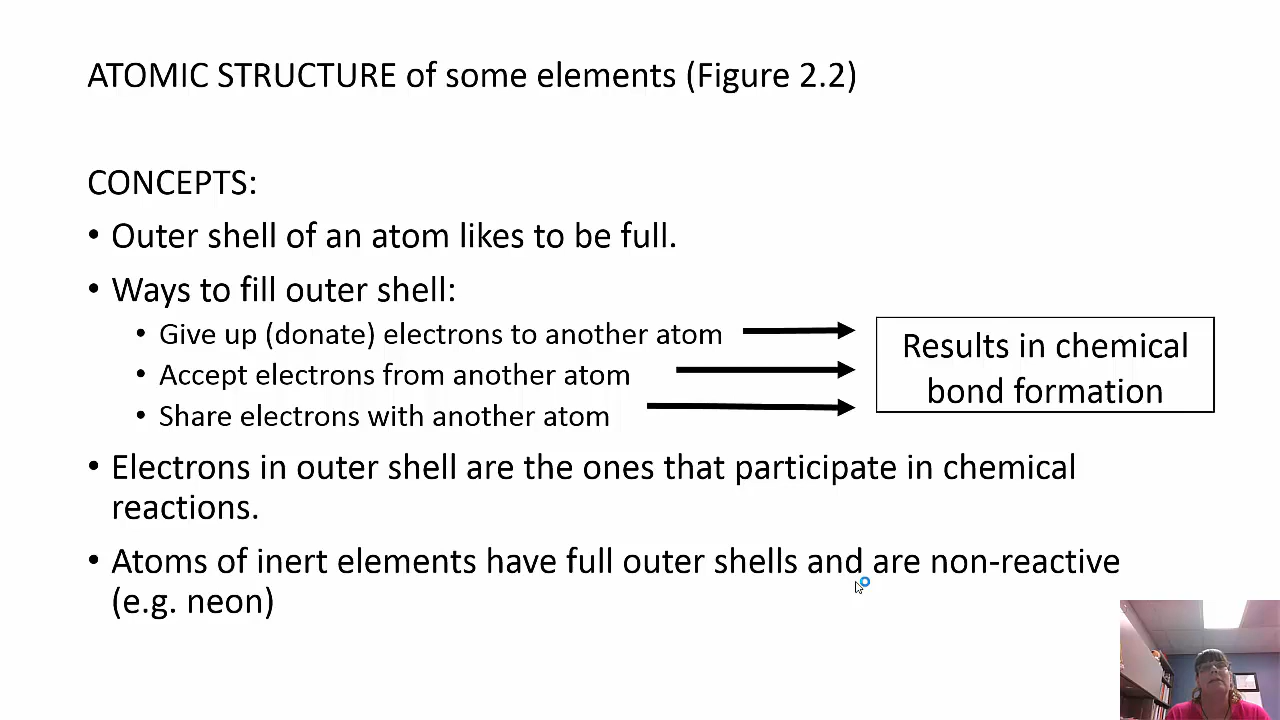 ATOMIC STRUCTURE of some elements (Figure 2.2)
CONCEPTS:
• Outer shell of an atom likes to be full.
• Ways to fill outer shell:
• Give up (donate) electrons to another atom
• Accept electrons from another atom
• Share electrons with another atom
Results in chemical
bond formation
• Electrons in outer shell are the ones that participate in chemical
reactions.
• Atoms of inert elements have full outer shells and are non-reactive
(e.g. neon)